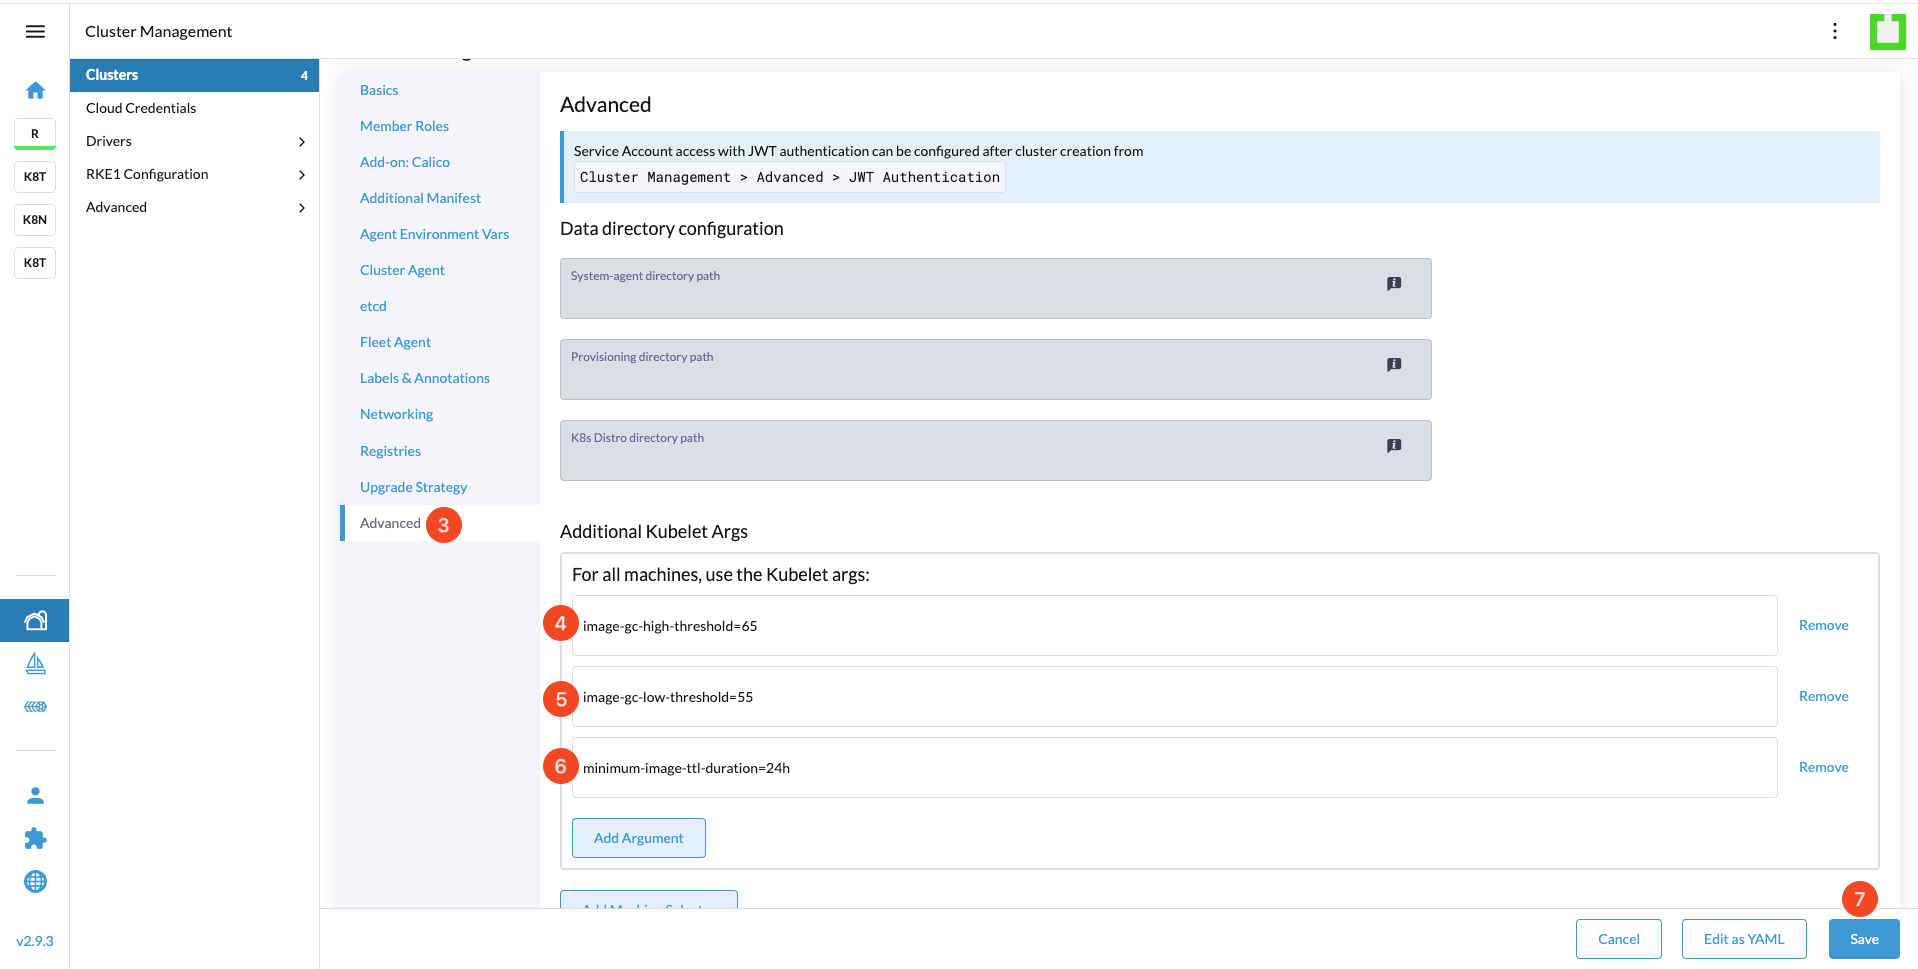 Cluster Management
R
K8T
K8N
K8T
v2.9.3
Clusters 4
Cloud Credentials
Drivers
RKE1 Configuration
Advanced
Basics
Member Roles
Add-on: Calico
Additional Manifest
Agent Environment Vars
Cluster Agent
etcd
Fleet Agent
Labels & Annotations
Networking
Registries
Upgrade Strategy
Advanced 3
Advanced
Service Account access with JWT authentication can be configured after cluster creation from
Cluster Management > Advanced > JWT Authentication
Data directory configuration
System-agent directory path
Provisioning directory path
K8s Distro directory path
Additional Kubelet Args
For all machines, use the Kubelet args:
4 image-gc-high-threshold=65 Remove
5 image-gc-low-threshold=55 Remove
6 minimum-image-ttl-duration=24h Remove
Add Argument
7
Cancel Edit as YAML Save